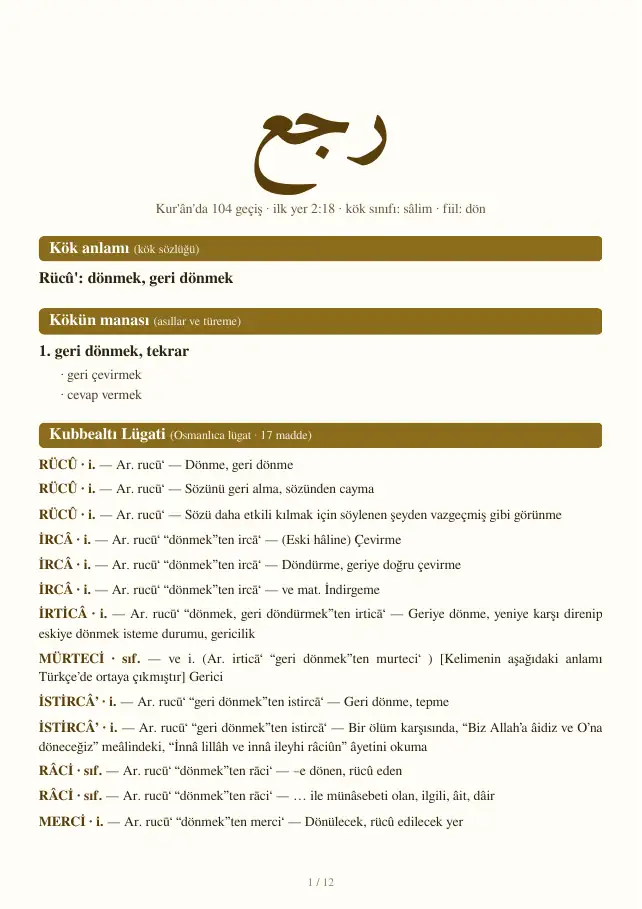 رجع
Kur'ân'da 104 geçiş · ilk yer 2:18 · kök sınıfı: sâlim · fiil: dön
Kök anlamı (kök sözlüğü)
Rücû': dönmek, geri dönmek
Kökün manası (asıllar ve türeme)
1. geri dönmek, tekrar
· geri çevirmek
· cevap vermek
Kubbealtı Lügati (Osmanlıca lügat · 17 madde)
RÜCÛ · i. — Ar. rucū‘ — Dönme, geri dönme
RÜCÛ · i. — Ar. rucū‘ — Sözünü geri alma, sözünden cayma
RÜCÛ · i. — Ar. rucū‘ — Sözü daha etkili kılmak için söylenen şeyden vazgeçmiş gibi görünme
İRCÂ · i. — Ar. rucū‘ “dönmek”ten ircā‘ — (Eski hâline) Çevirme
İRCÂ · i. — Ar. rucū‘ “dönmek”ten ircā‘ — Döndürme, geriye doğru çevirme
İRCÂ · i. — Ar. rucū‘ “dönmek”ten ircā‘ — ve mat. İndirgeme
İRTİCÂ · i. — Ar. rucū‘ “dönmek, geri döndürmek”ten irticā‘ — Geriye dönme, yeniye karşı direnip
eskiye dönmek isteme durumu, gericilik
MÜRTECİ · sıf. — ve i. (Ar. irticā‘ “geri dönmek”ten murteci‘ ) [Kelimenin aşağıdaki anlamı
Türkçe’de ortaya çıkmıştır] Gerici
İSTİRCÂ’ · i. — Ar. rucū‘ “geri dönmek”ten istircā‘ — Geri dönme, tepme
İSTİRCÂ’ · i. — Ar. rucū‘ “geri dönmek”ten istircā‘ — Bir ölüm karşısında, “Biz Allah’a âidiz ve O’na
döneceğiz” meâlindeki, “İnnâ lillâh ve innâ ileyhi râciûn” âyetini okuma
RÂCİ · sıf. — Ar. rucū‘ “dönmek”ten rāci‘ — –e dönen, rücû eden
RÂCİ · sıf. — Ar. rucū‘ “dönmek”ten rāci‘ — … ile münâsebeti olan, ilgili, âit, dâir
MERCİ · i. — Ar. rucū‘ “dönmek”ten merci‘ — Dönülecek, rücû edilecek yer
1 / 12